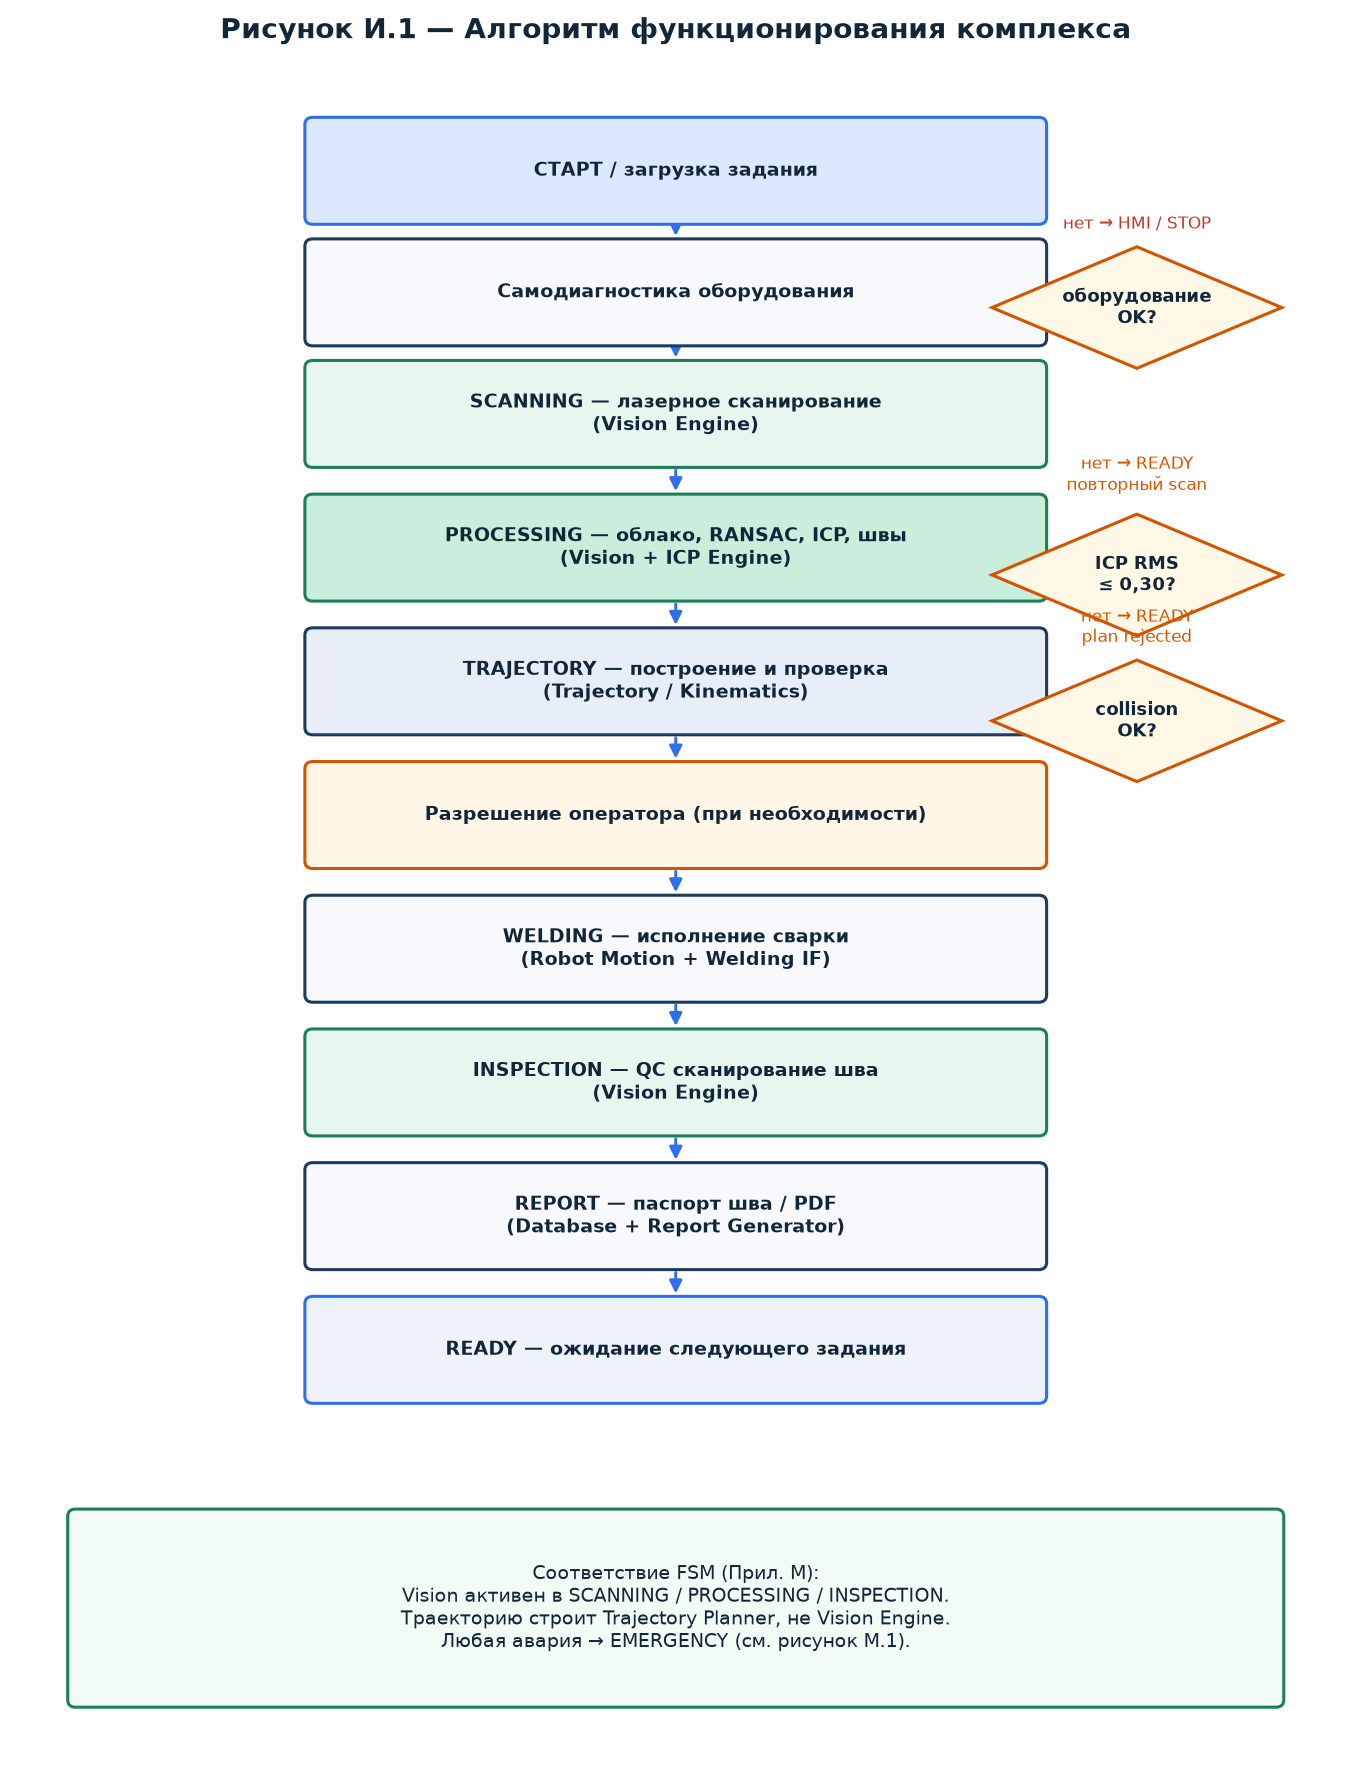 Рисунок И.1 — Алгоритм функционирования комплекса
СТАРТ / загрузка задания
нет → HMI / STOP
Самодиагностика оборудования
оборудование
OK?
SCANNING — лазерное сканирование
(Vision Engine)
нет → READY
повторный scan
PROCESSING — облако, RANSAC, ICP, швы
(Vision + ICP Engine)
ICP RMS
≤ 0,30?
нет → READY
plan rejected
TRAJECTORY — построение и проверка
(Trajectory / Kinematics)
collision
OK?
Разрешение оператора (при необходимости)
WELDING — исполнение сварки
(Robot Motion + Welding IF)
INSPECTION — QC сканирование шва
(Vision Engine)
REPORT — паспорт шва / PDF
(Database + Report Generator)
READY — ожидание следующего задания
Соответствие FSM (Прил. М):
Vision активен в SCANNING / PROCESSING / INSPECTION.
Траекторию строит Trajectory Planner, не Vision Engine.
Любая авария → EMERGENCY (см. рисунок М.1).